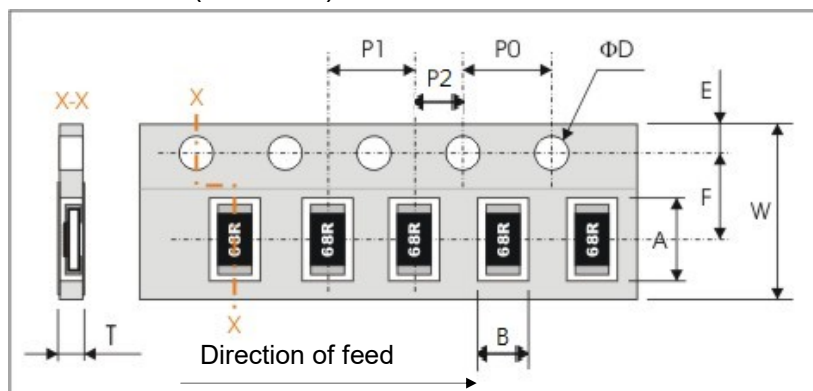 P1
P0
ΦD
P2
E
X-X
X
F
W
A
68R
68R
68R
68R
68R
X
T
B
Direction of feed